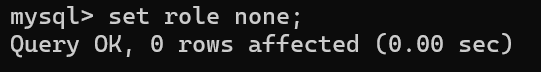 mysql> set role none;
Query OK, 0 rows affected (0.00 sec)